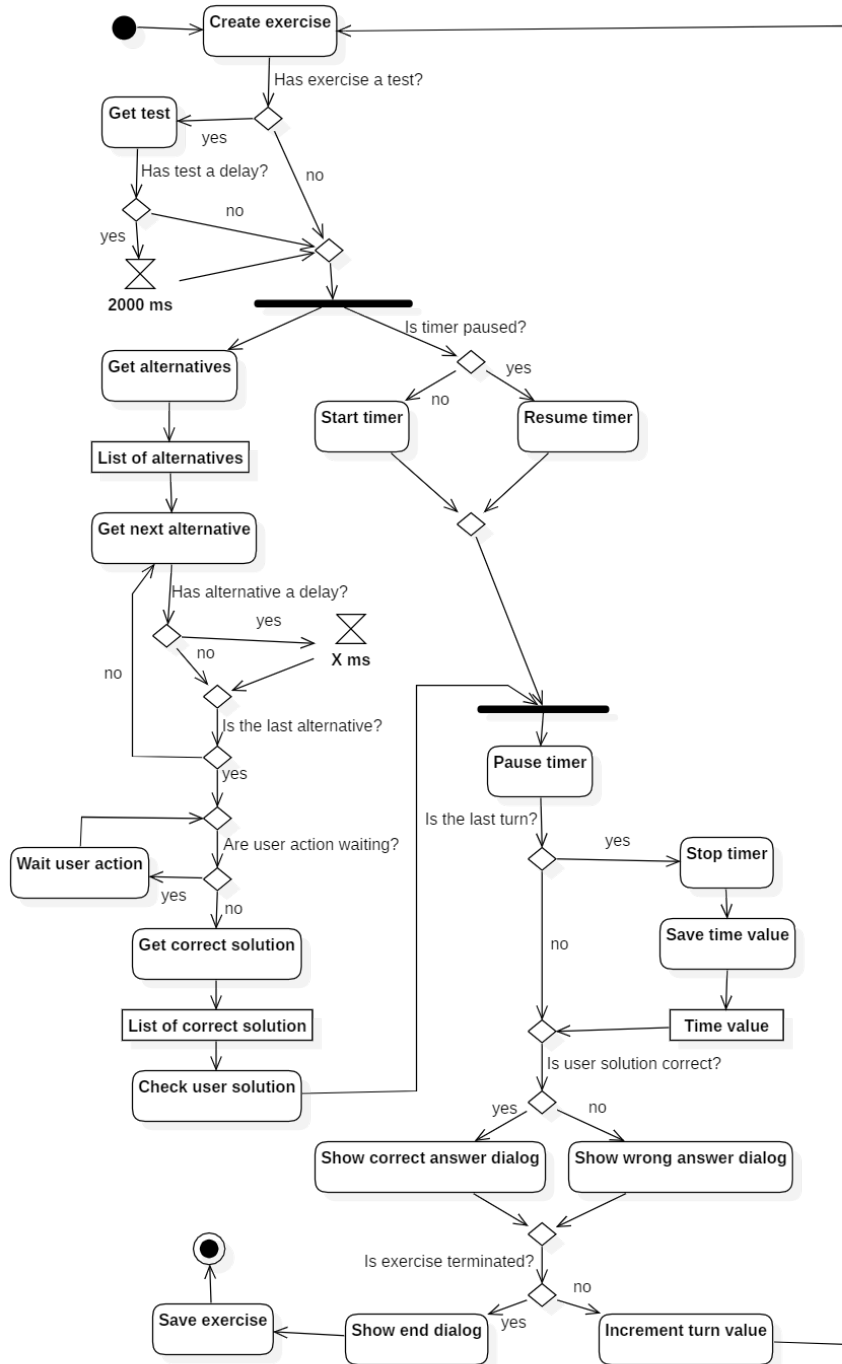 Create exercise
Has exercise a test?
Get test
yes
Has test a delay?
no
no
yes
2000 ms
Is timer paused?
Get alternatives
yes
no
Start timer
Resume timer
List of alternatives
Get next alternative
Has alternative a delay?
yes
no
X ms
no
Is the last alternative?
yes
Pause timer
Is the last turn?
Are user action waiting?
yes
Stop timer
Wait user action
yes
no
Save time value
Get correct solution
no
List of correct solution
Time value
Is user solution correct?
Check user solution
yes
no
Show correct answer dialog
Show wrong answer dialog
Is exercise terminated?
no
yes
Save exercise
Show end dialog
Increment turn value